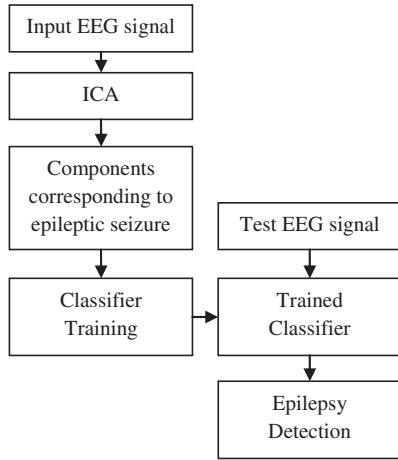 Input EEG signal
ICA
Components
corresponding to
epileptic seizure
Test EEG signal
Classifier
Training
Trained
Classifier
Epilepsy
Detection